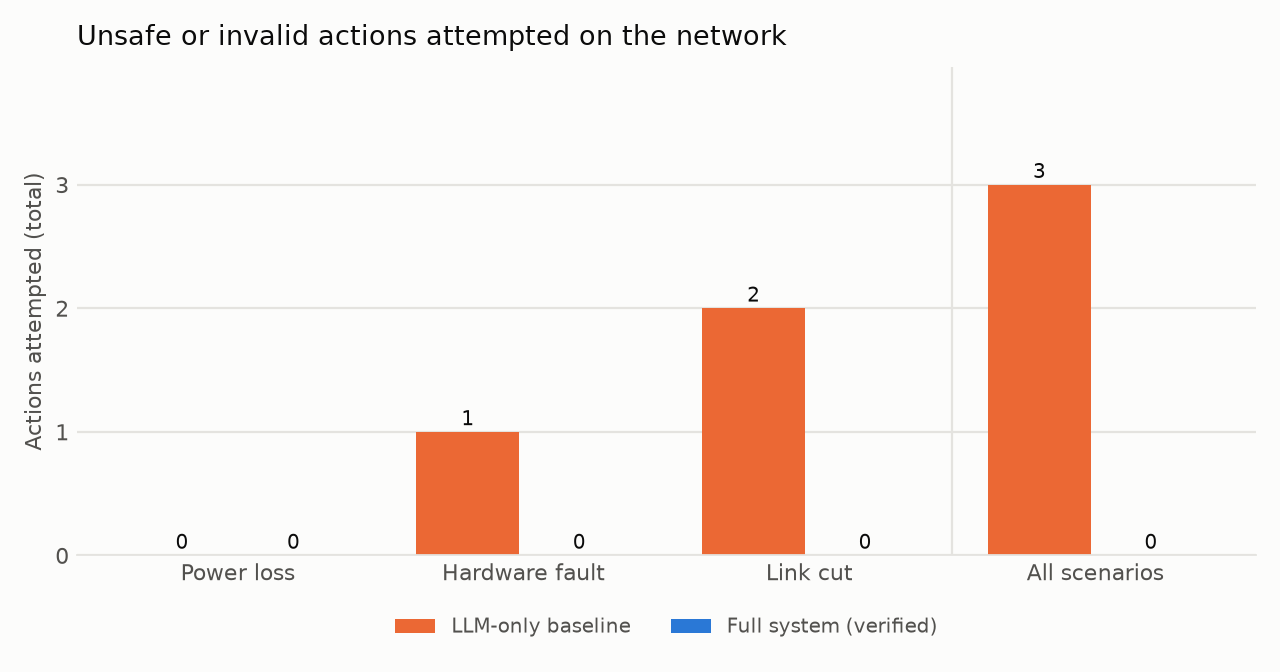 Unsafe or invalid actions attempted on the network
Actions attempted (total)
3
2
1
0
0
0
1
0
2
0
3
0
Power loss
Hardware fault
Link cut
All scenarios
LLM-only baseline
Full system (verified)